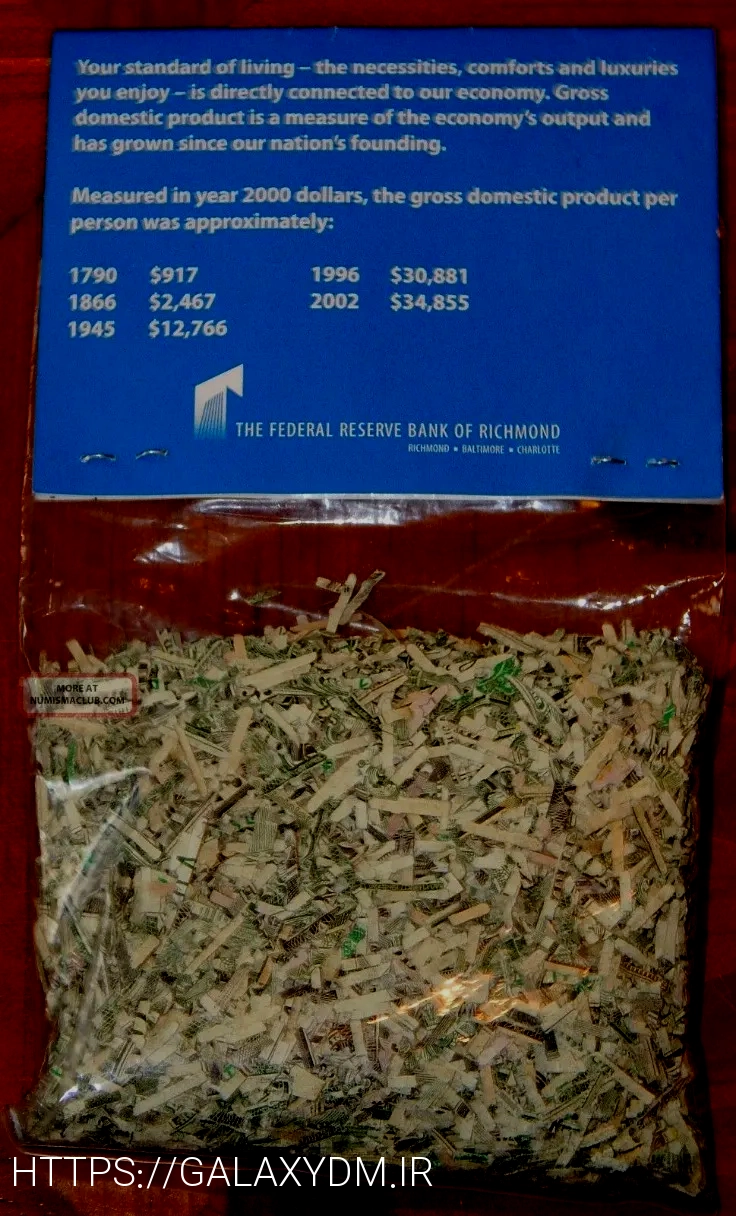 Your standard of living – the necessities, comforts and luxuries
you enjoy – is directly connected to our economy. Gross
domestic product is a measure of the economy's output and
has grown since our nation's founding.
Measured in year 2000 dollars, the gross domestic product per
person was approximately:
1790 $917 1996 $30,881
1866 $2,467 2002 $34,855
1945 $12,766
THE FEDERAL RESERVE BANK OF RICHMOND
RICHMOND ▪ BALTIMORE ▪ CHARLOTTE
MORE AT
NUMISMACLUB.COM
HTTPS://GALAXYDM.IR